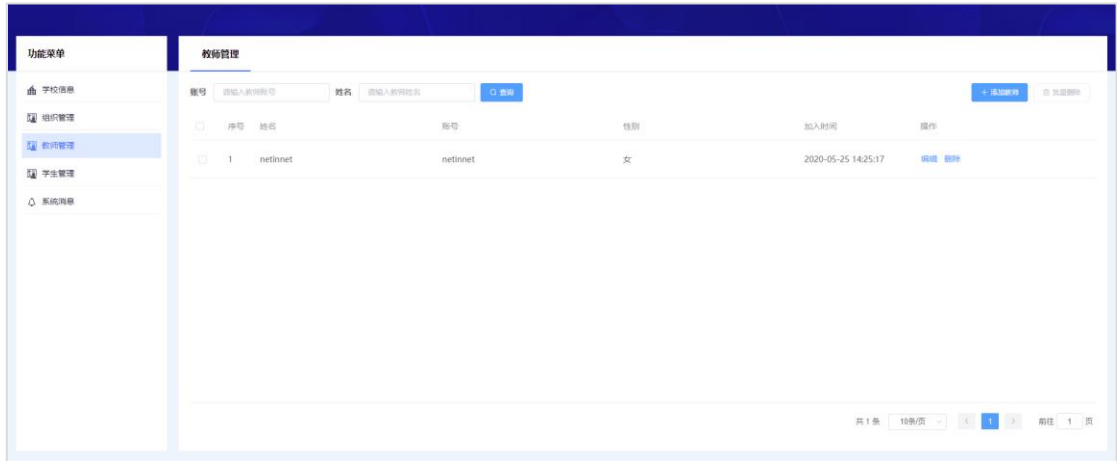 功能菜单
学校信息
组织管理
教师管理
学生管理
系统消息
教师管理
账号 请输入教师账号 姓名 请输入教师姓名 查询 + 添加教师 批量删除
序号 姓名 账号 性别 加入时间 操作
1 netinnet netinnet 女 2020-05-25 14:25:17 编辑 删除
共 1 条 10条/页 < 1 > 前往 1 页